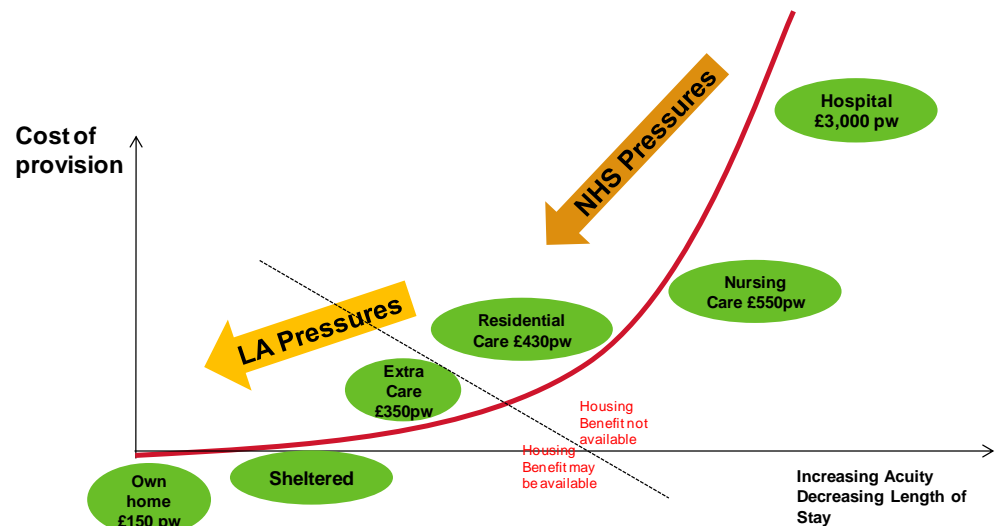 Hospital
£3,000 pw
NHS Pressures
Cost of
provision
Nursing
Care £550pw
LA Pressures
Residential
Care £430pw
Extra
Care
£350pw
Housing
Benefit not
available
Housing
Benefit may
be available
Own
home
£150 pw
Sheltered
Increasing Acuity
Decreasing Length of
Stay